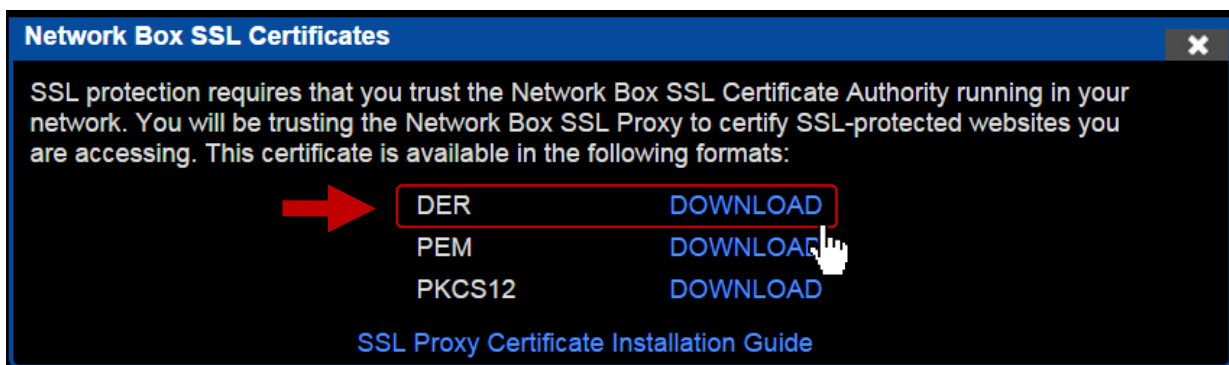 Network Box SSL Certificates
SSL protection requires that you trust the Network Box SSL Certificate Authority running in your
network. You will be trusting the Network Box SSL Proxy to certify SSL-protected websites you
are accessing. This certificate is available in the following formats:
DER DOWNLOAD
PEM DOWNLOAD
PKCS12 DOWNLOAD
SSL Proxy Certificate Installation Guide